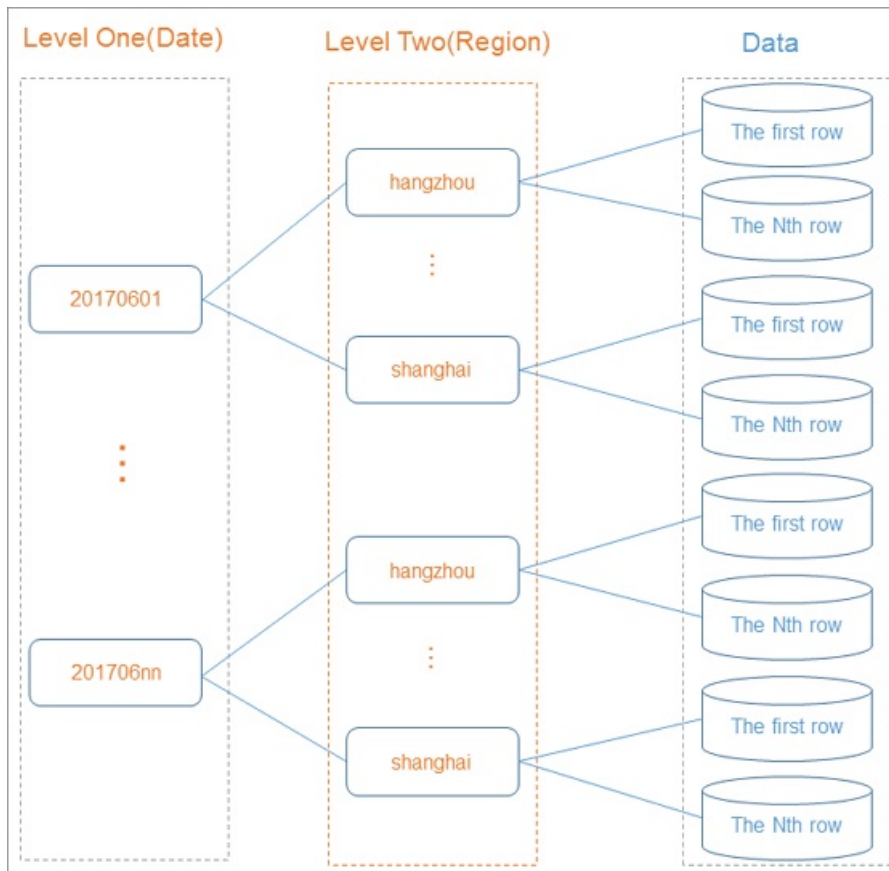 Level One(Date)
Level Two(Region)
Data
The first row
hangzhou
The Nth row
⋮
20170601
The first row
shanghai
The Nth row
⋮
The first row
hangzhou
The Nth row
⋮
201706nn
The first row
shanghai
The Nth row